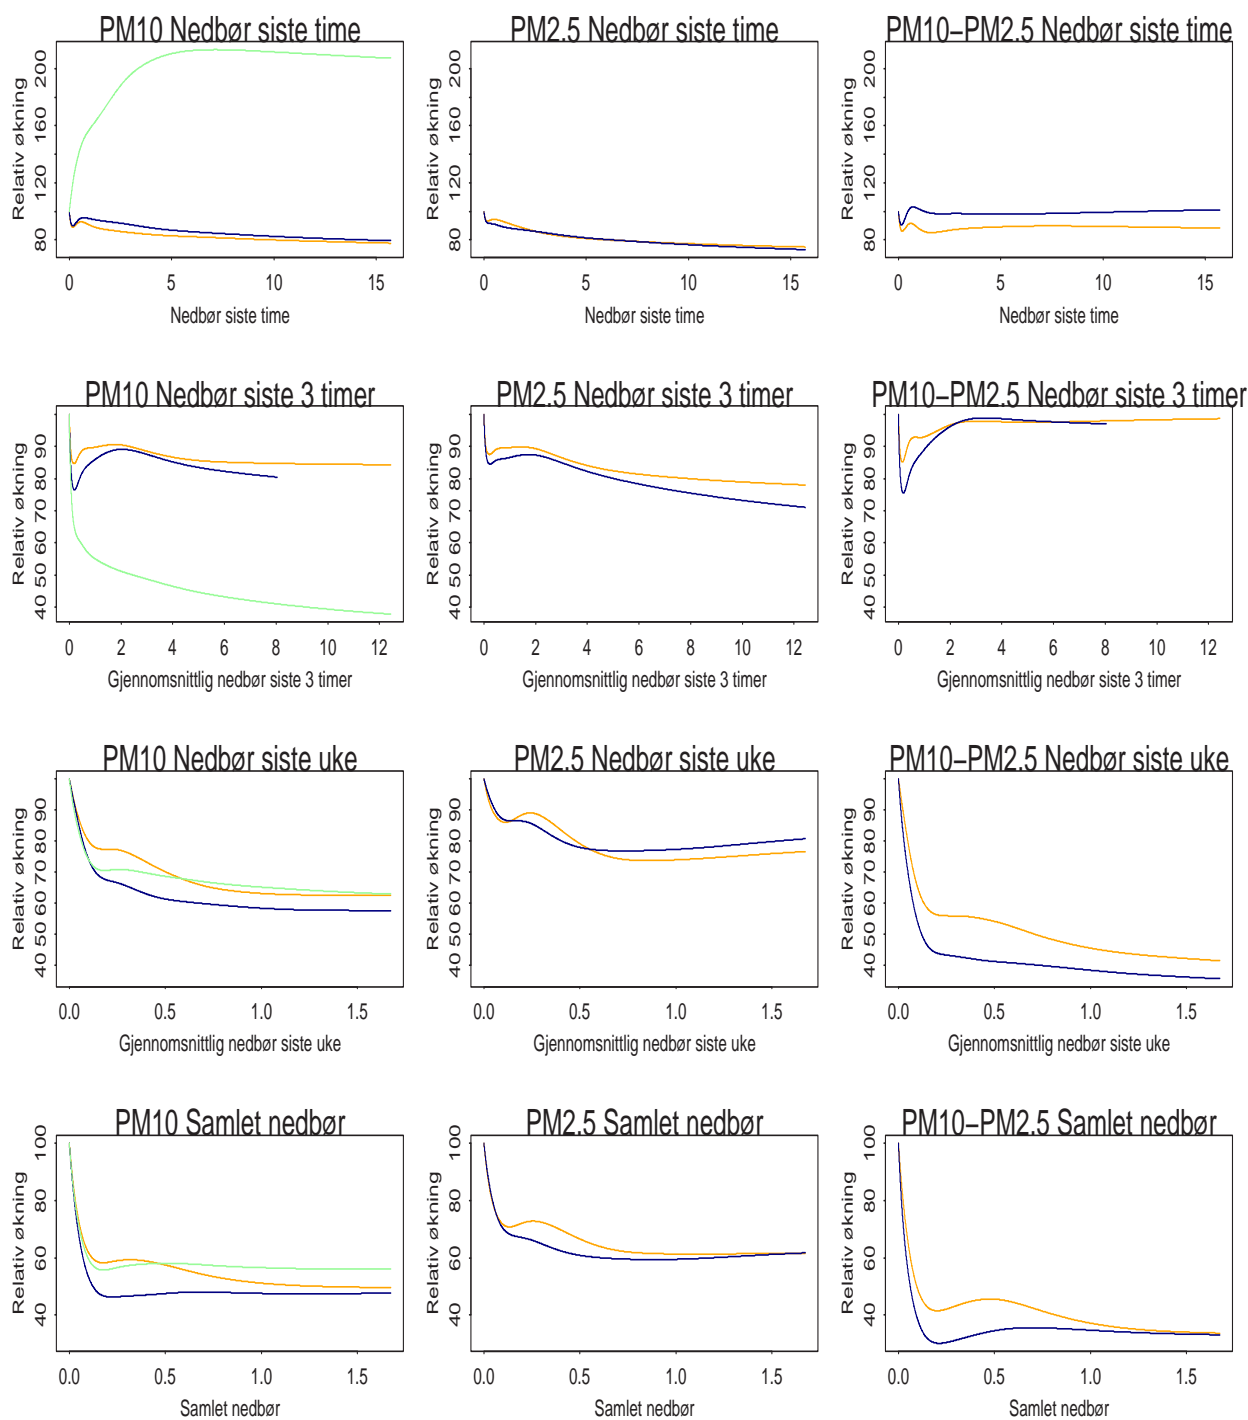 PM10 Nedbør siste time
Relativ økning
80 120 160 200
0 5 10 15
Nedbør siste time
PM2.5 Nedbør siste time
Relativ økning
80 120 160 200
0 5 10 15
Nedbør siste time
PM10−PM2.5 Nedbør siste time
Relativ økning
80 120 160 200
0 5 10 15
Nedbør siste time
PM10 Nedbør siste 3 timer
Relativ økning
40 50 60 70 80 90
0 2 4 6 8 10 12
Gjennomsnittlig nedbør siste 3 timer
PM2.5 Nedbør siste 3 timer
Relativ økning
40 50 60 70 80 90
0 2 4 6 8 10 12
Gjennomsnittlig nedbør siste 3 timer
PM10−PM2.5 Nedbør siste 3 timer
Relativ økning
40 50 60 70 80 90
0 2 4 6 8 10 12
Gjennomsnittlig nedbør siste 3 timer
PM10 Nedbør siste uke
Relativ økning
40 50 60 70 80 90
0.0 0.5 1.0 1.5
Gjennomsnittlig nedbør siste uke
PM2.5 Nedbør siste uke
Relativ økning
40 50 60 70 80 90
0.0 0.5 1.0 1.5
Gjennomsnittlig nedbør siste uke
PM10−PM2.5 Nedbør siste uke
Relativ økning
40 50 60 70 80 90
0.0 0.5 1.0 1.5
Gjennomsnittlig nedbør siste uke
PM10 Samlet nedbør
Relativ økning
40 60 80 100
0.0 0.5 1.0 1.5
Samlet nedbør
PM2.5 Samlet nedbør
Relativ økning
40 60 80 100
0.0 0.5 1.0 1.5
Samlet nedbør
PM10−PM2.5 Samlet nedbør
Relativ økning
40 60 80 100
0.0 0.5 1.0 1.5
Samlet nedbør